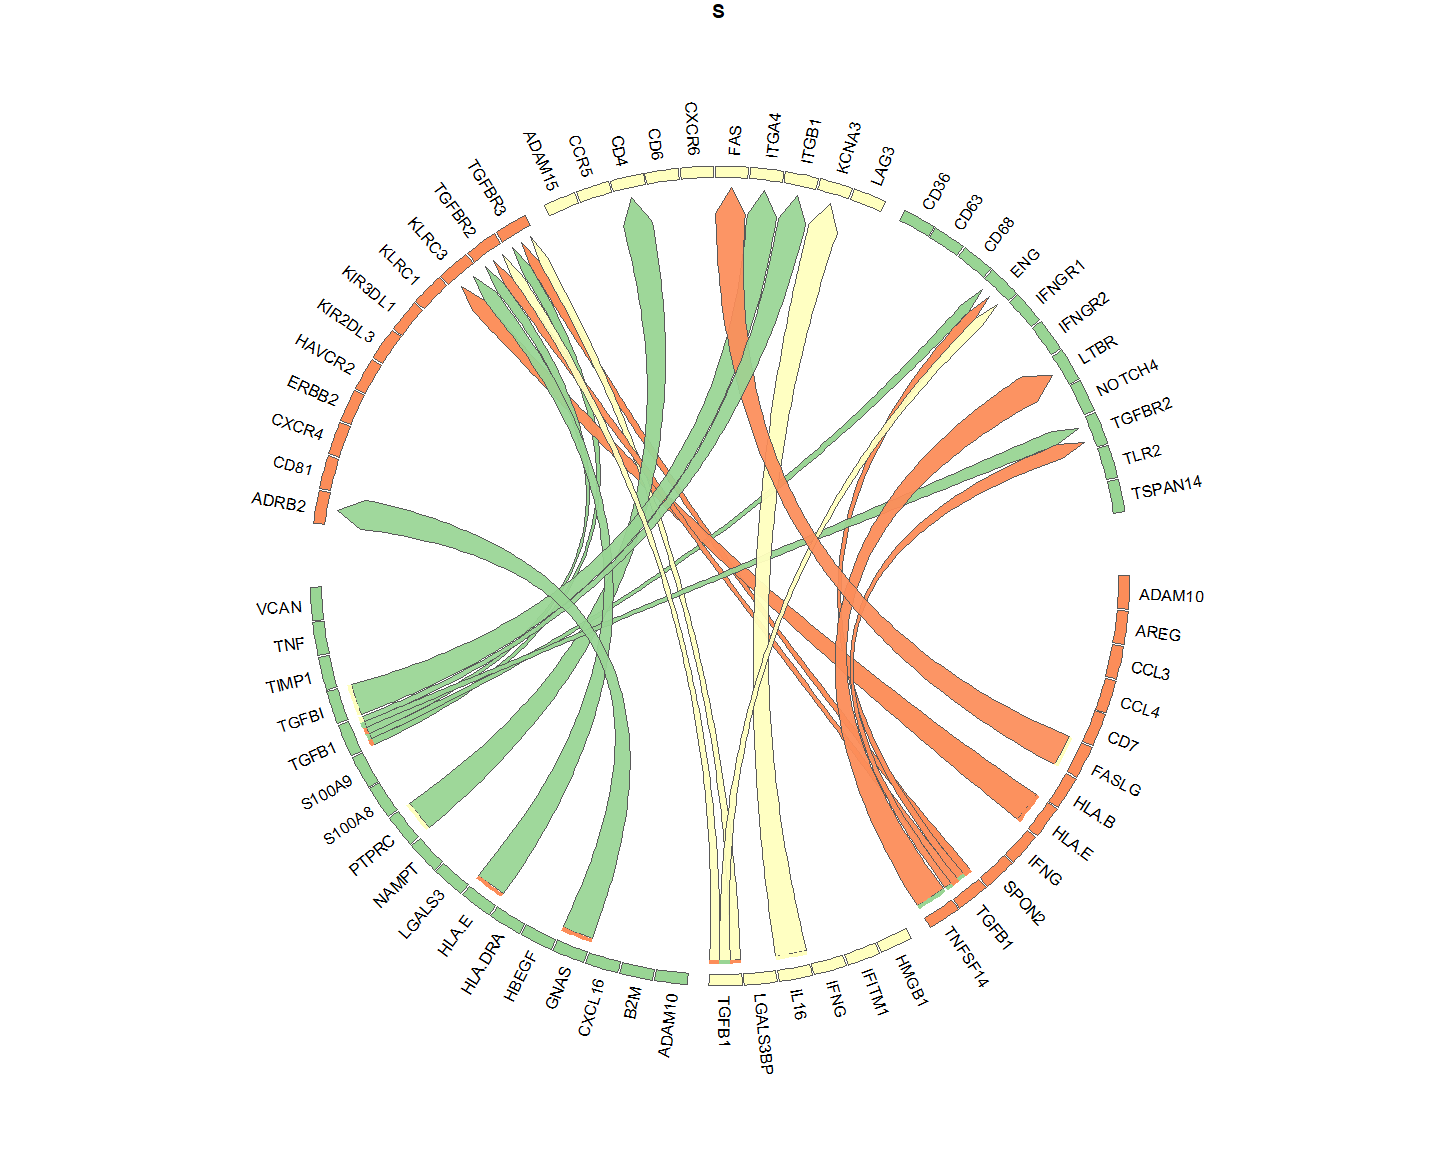 S
ADAM15
CCR5
CD4
CD6
CXCR6
FAS
ITGA4
ITGB1
KCNA3
LAG3
CD36
CD63
CD68
ENG
IFNGR1
IFNGR2
LTBR
NOTCH4
TGFBR2
TLR2
TSPAN14
ADAM10
AREG
CCL3
CCL4
CD7
FASLG
HLA.B
HLA.E
IFNG
SPON2
TGFB1
TNFSF14
HMGB1
IFITM1
IFNG
IL16
LGALS3BP
TGFB1
ADAM10
B2M
CXCL16
GNAS
HBEGF
HLA.DRA
HLA.E
LGALS3
NAMPT
PTPRC
S100A8
S100A9
TGFB1
TGFBI
TIMP1
TNF
VCAN
ADRB2
CD81
CXCR4
ERBB2
HAVCR2
KIR2DL3
KIR3DL1
KLRC1
KLRC3
TGFBR2
TGFBR3